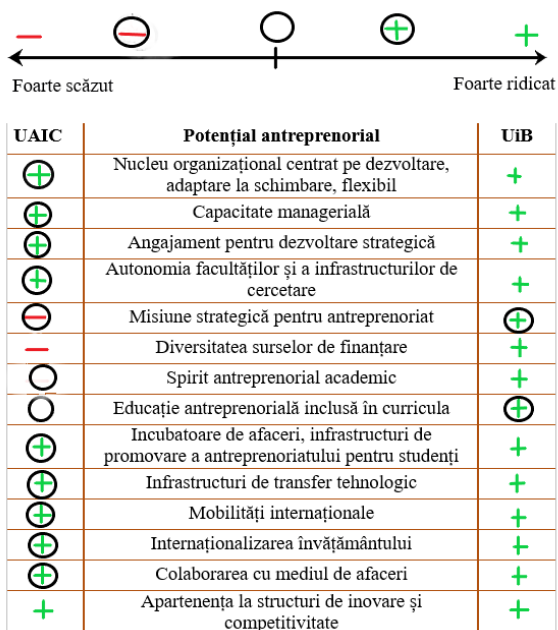 Foarte scăzut
Foarte ridicat
UAIC Potențial antreprenorial UiB
Nucleu organizațional centrat pe dezvoltare,
adaptare la schimbare, flexibil
Capacitate managerială
Angajament pentru dezvoltare strategică
Autonomia facultăților și a infrastructurilor de
cercetare
Misiune strategică pentru antreprenoriat
Diversitatea surselor de finanțare
Spirit antreprenorial academic
Educație antreprenorială inclusă în curricula
Incubatoare de afaceri, infrastructuri de
promovare a antreprenoriatului pentru studenți
Infrastructuri de transfer tehnologic
Mobilități internaționale
Internaționalizarea învățământului
Colaborarea cu mediul de afaceri
Apartenența la structuri de inovare și
competitivitate